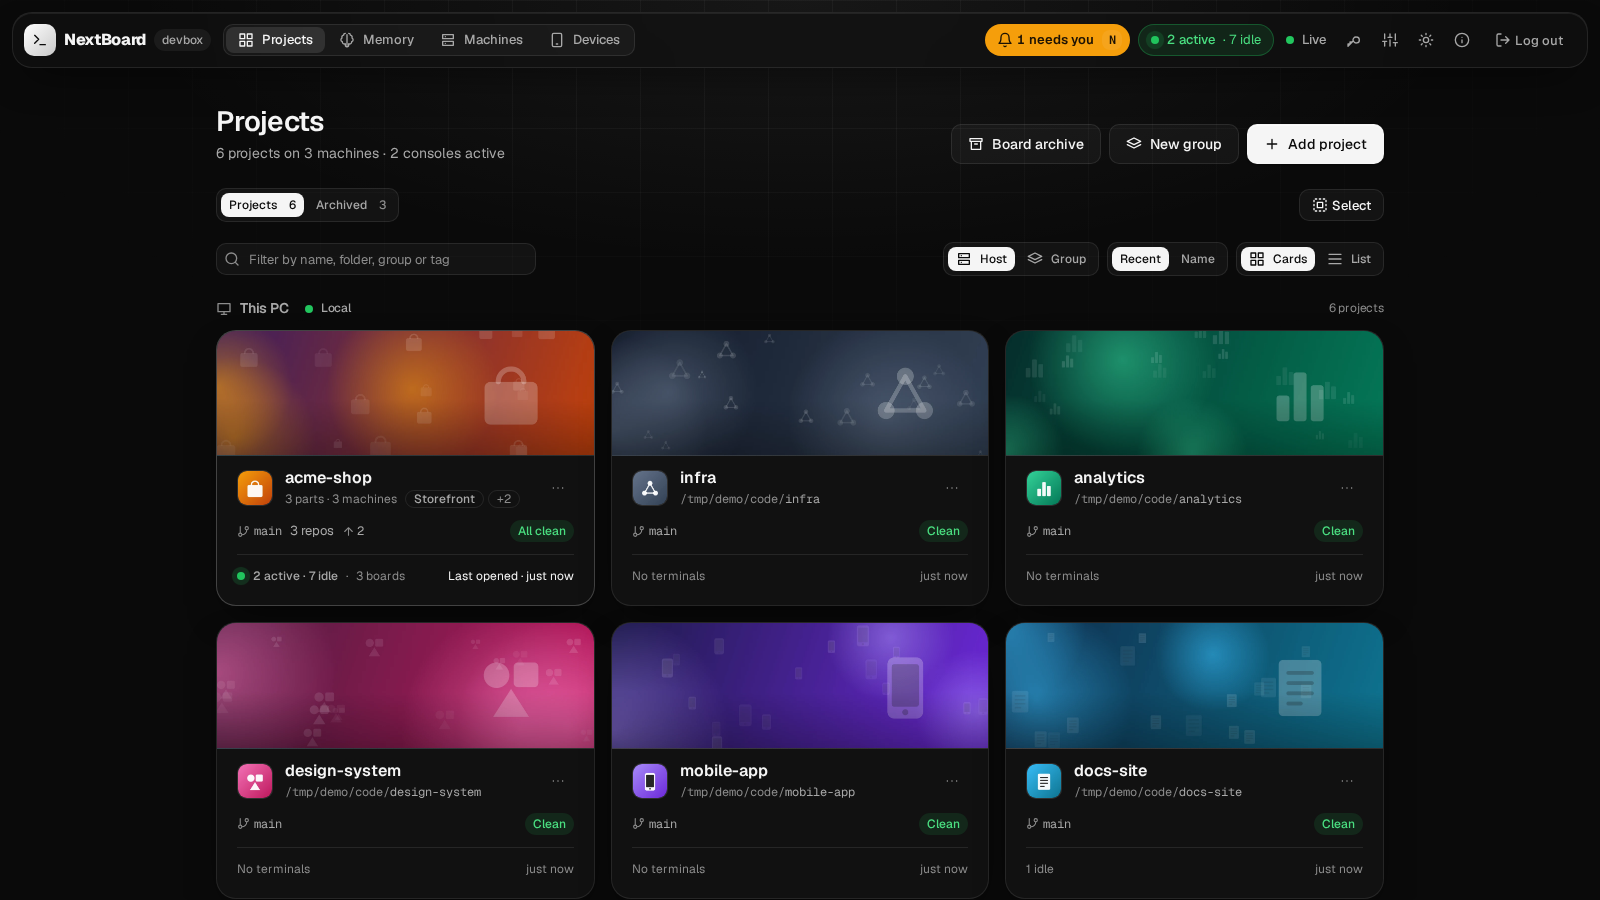 NextBoard devbox Projects Memory Machines Devices 1 needs you N 2 active · 7 idle Live Log out
Projects
6 projects on 3 machines · 2 consoles active
Board archive New group Add project
Projects 6 Archived 3 Select
Filter by name, folder, group or tag Host Group Recent Name Cards List
This PC Local 6 projects
acme-shop
3 parts · 3 machines Storefront +2
main 3 repos ↑ 2 All clean
2 active · 7 idle · 3 boards Last opened · just now
infra
/tmp/demo/code/infra
main Clean
No terminals just now
analytics
/tmp/demo/code/analytics
main Clean
No terminals just now
design-system
/tmp/demo/code/design-system
main Clean
No terminals just now
mobile-app
/tmp/demo/code/mobile-app
main Clean
No terminals just now
docs-site
/tmp/demo/code/docs-site
main Clean
1 idle just now